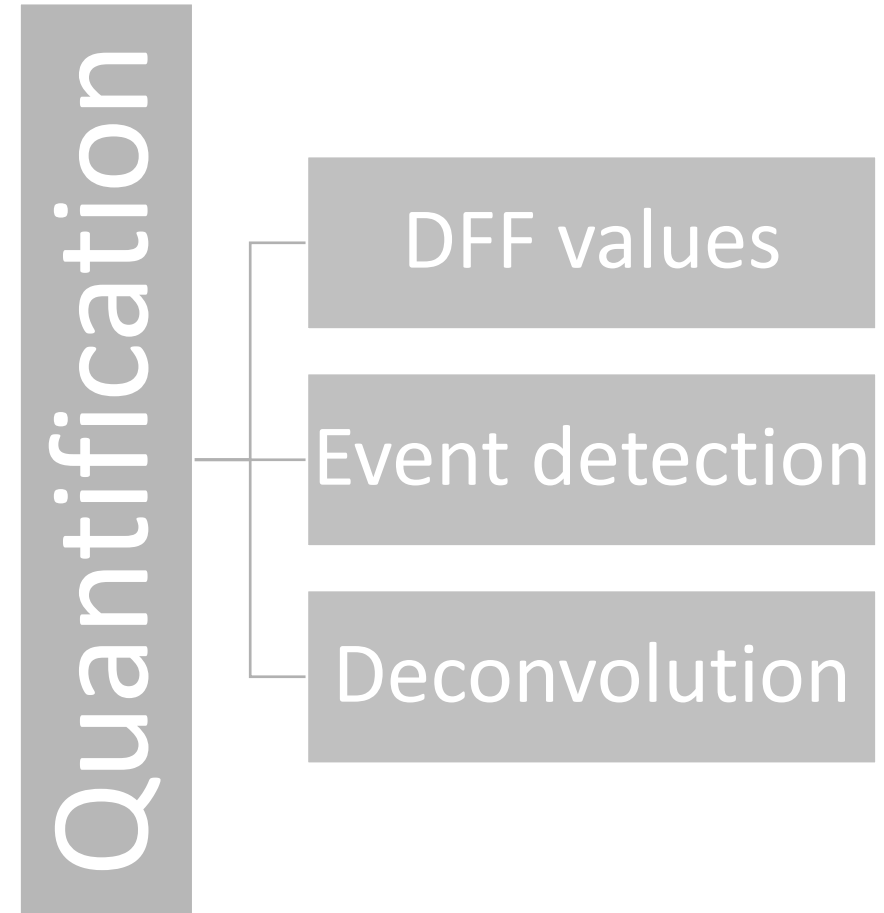 Quantification
DFF values
Event detection
Deconvolution